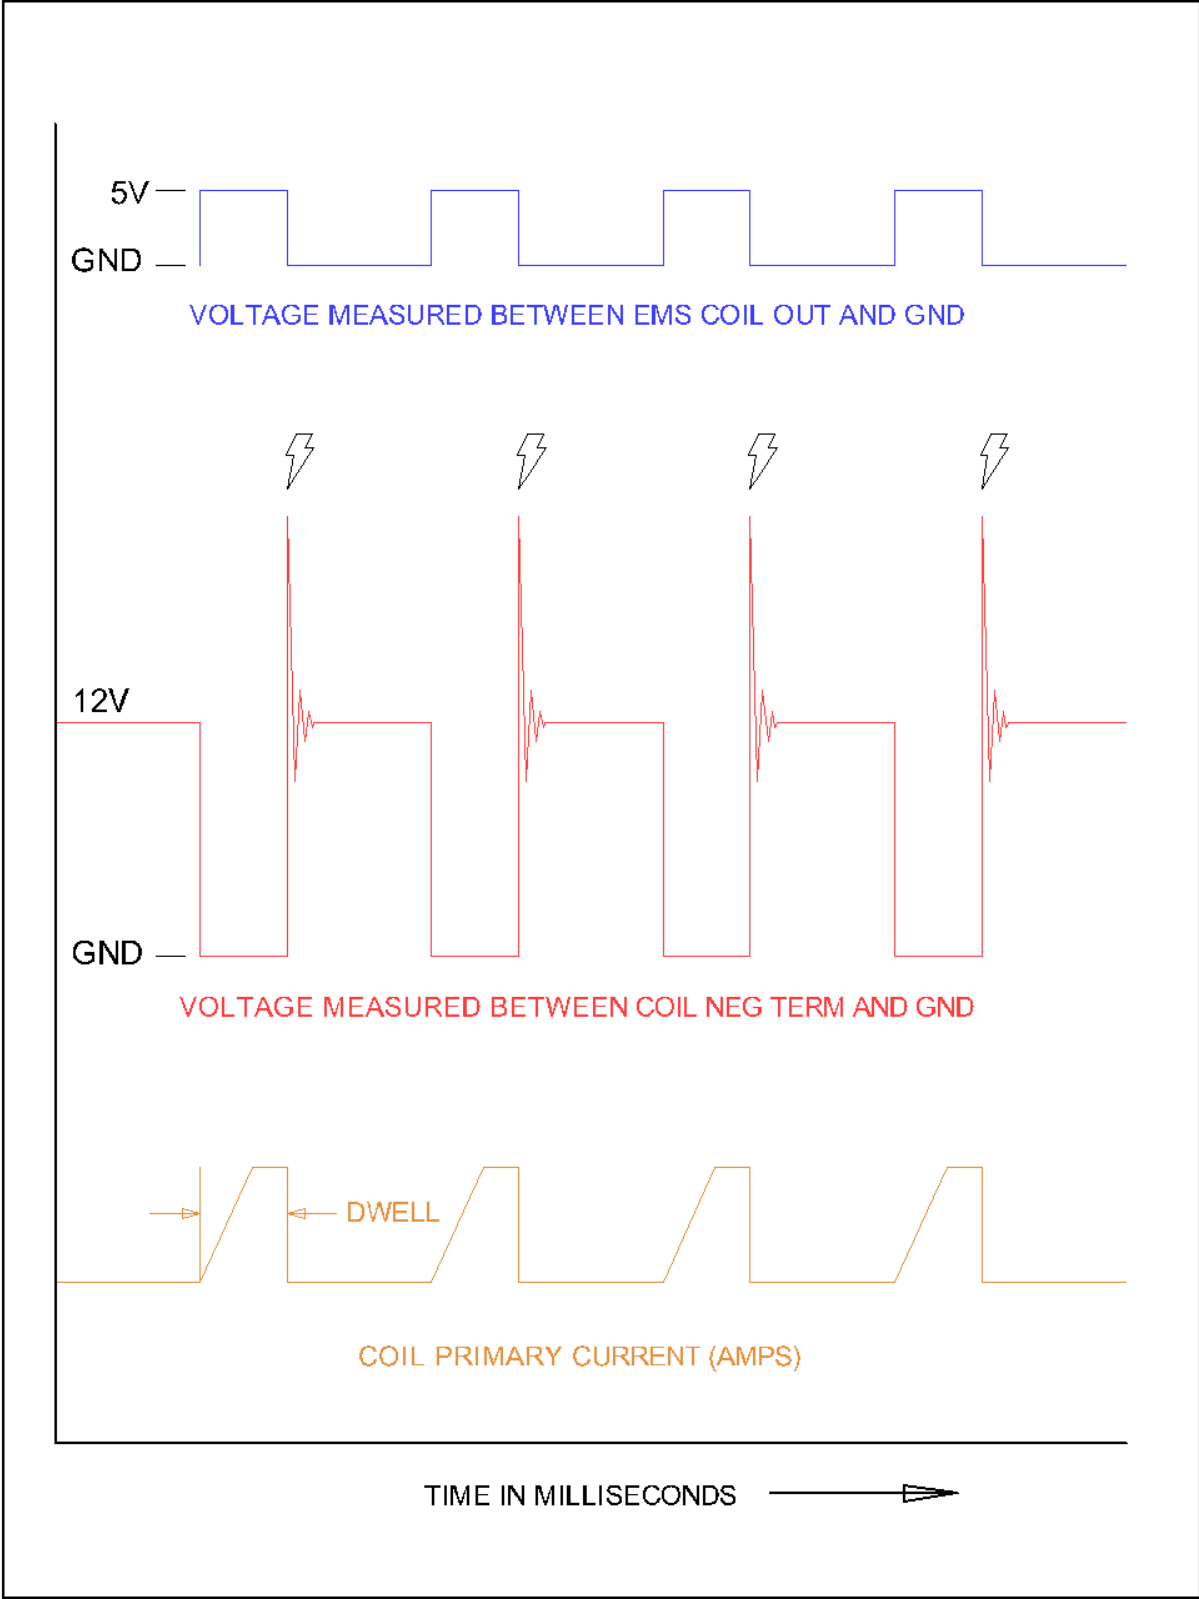 5V
GND
VOLTAGE MEASURED BETWEEN EMS COIL OUT AND GND
12V
GND
VOLTAGE MEASURED BETWEEN COIL NEG TERM AND GND
DWELL
COIL PRIMARY CURRENT (AMPS)
TIME IN MILLISECONDS